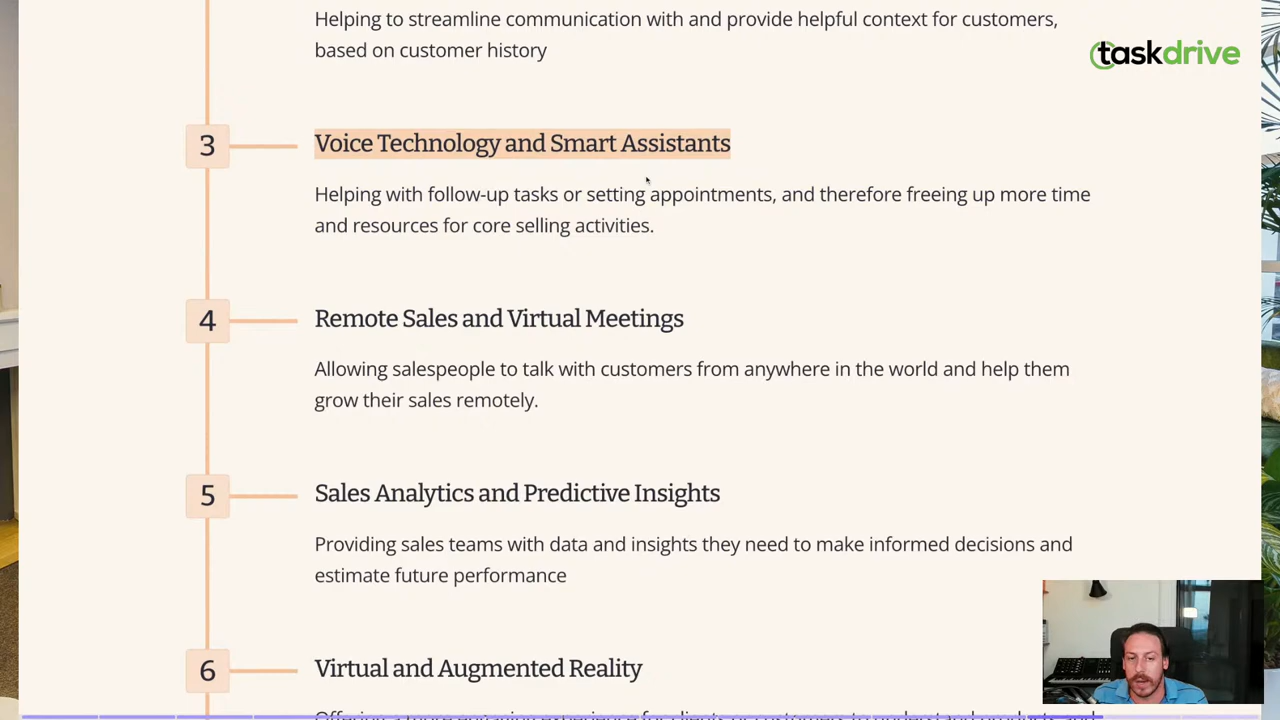 Helping to streamline communication with and provide helpful context for customers,
based on customer history
taskdrive
3
Voice Technology and Smart Assistants
Helping with follow-up tasks or setting appointments, and therefore freeing up more time
and resources for core selling activities.
4
Remote Sales and Virtual Meetings
Allowing salespeople to talk with customers from anywhere in the world and help them
grow their sales remotely.
5
Sales Analytics and Predictive Insights
Providing sales teams with data and insights they need to make informed decisions and
estimate future performance
6
Virtual and Augmented Reality